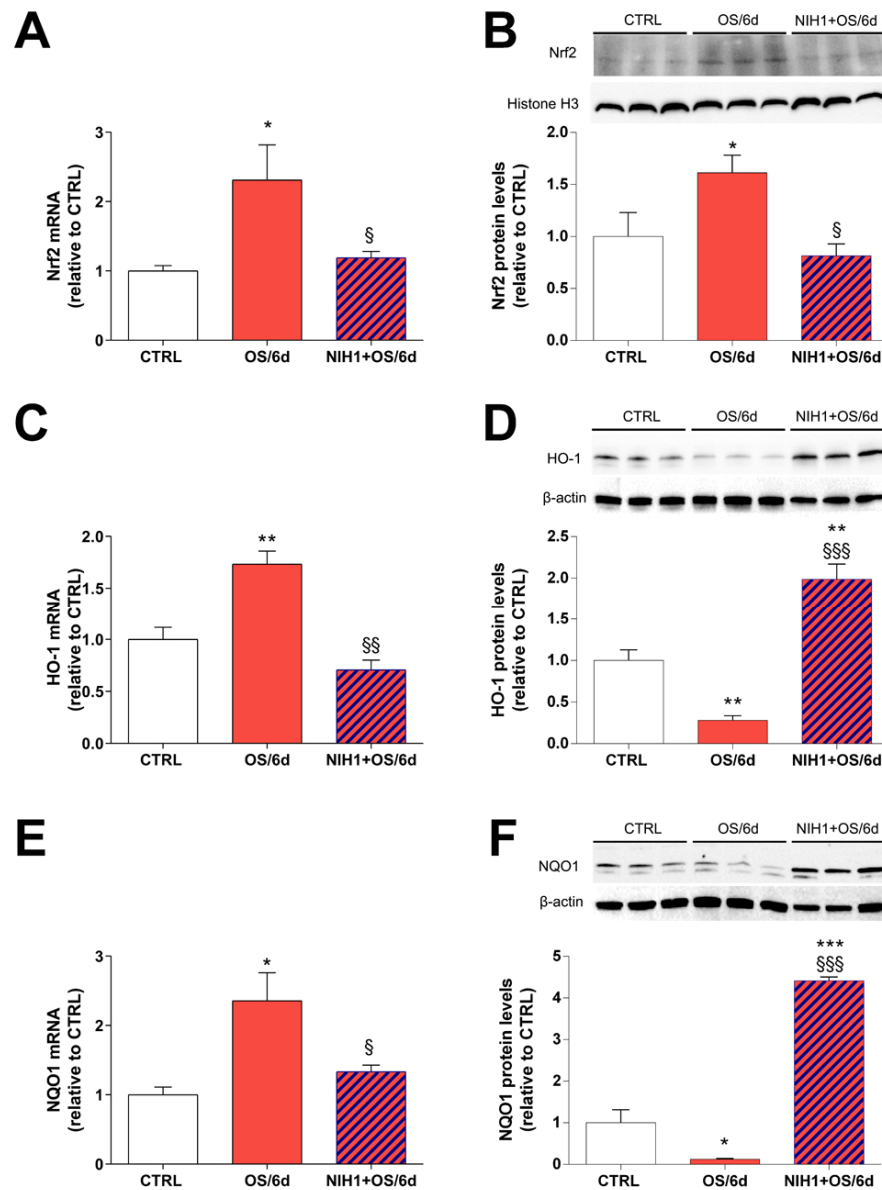 A
Nrf2 mRNA
(relative to CTRL)
3
2
1
0
*
§
CTRL OS/6d NIH1+OS/6d
B
CTRL OS/6d NIH1+OS/6d
Nrf2
Histone H3
Nrf2 protein levels
(relative to CTRL)
2.0
1.5
1.0
0.5
0.0
*
§
CTRL OS/6d NIH1+OS/6d
C
HO-1 mRNA
(relative to CTRL)
2.0
1.5
1.0
0.5
0.0
**
§§
CTRL OS/6d NIH1+OS/6d
D
CTRL OS/6d NIH1+OS/6d
HO-1
β-actin
HO-1 protein levels
(relative to CTRL)
2.5
2.0
1.5
1.0
0.5
0.0
**
**
§§§
CTRL OS/6d NIH1+OS/6d
E
NQO1 mRNA
(relative to CTRL)
3
2
1
0
*
§
CTRL OS/6d NIH1+OS/6d
F
CTRL OS/6d NIH1+OS/6d
NQO1
β-actin
NQO1 protein levels
(relative to CTRL)
5
4
3
2
1
0
*
***
§§§
CTRL OS/6d NIH1+OS/6d